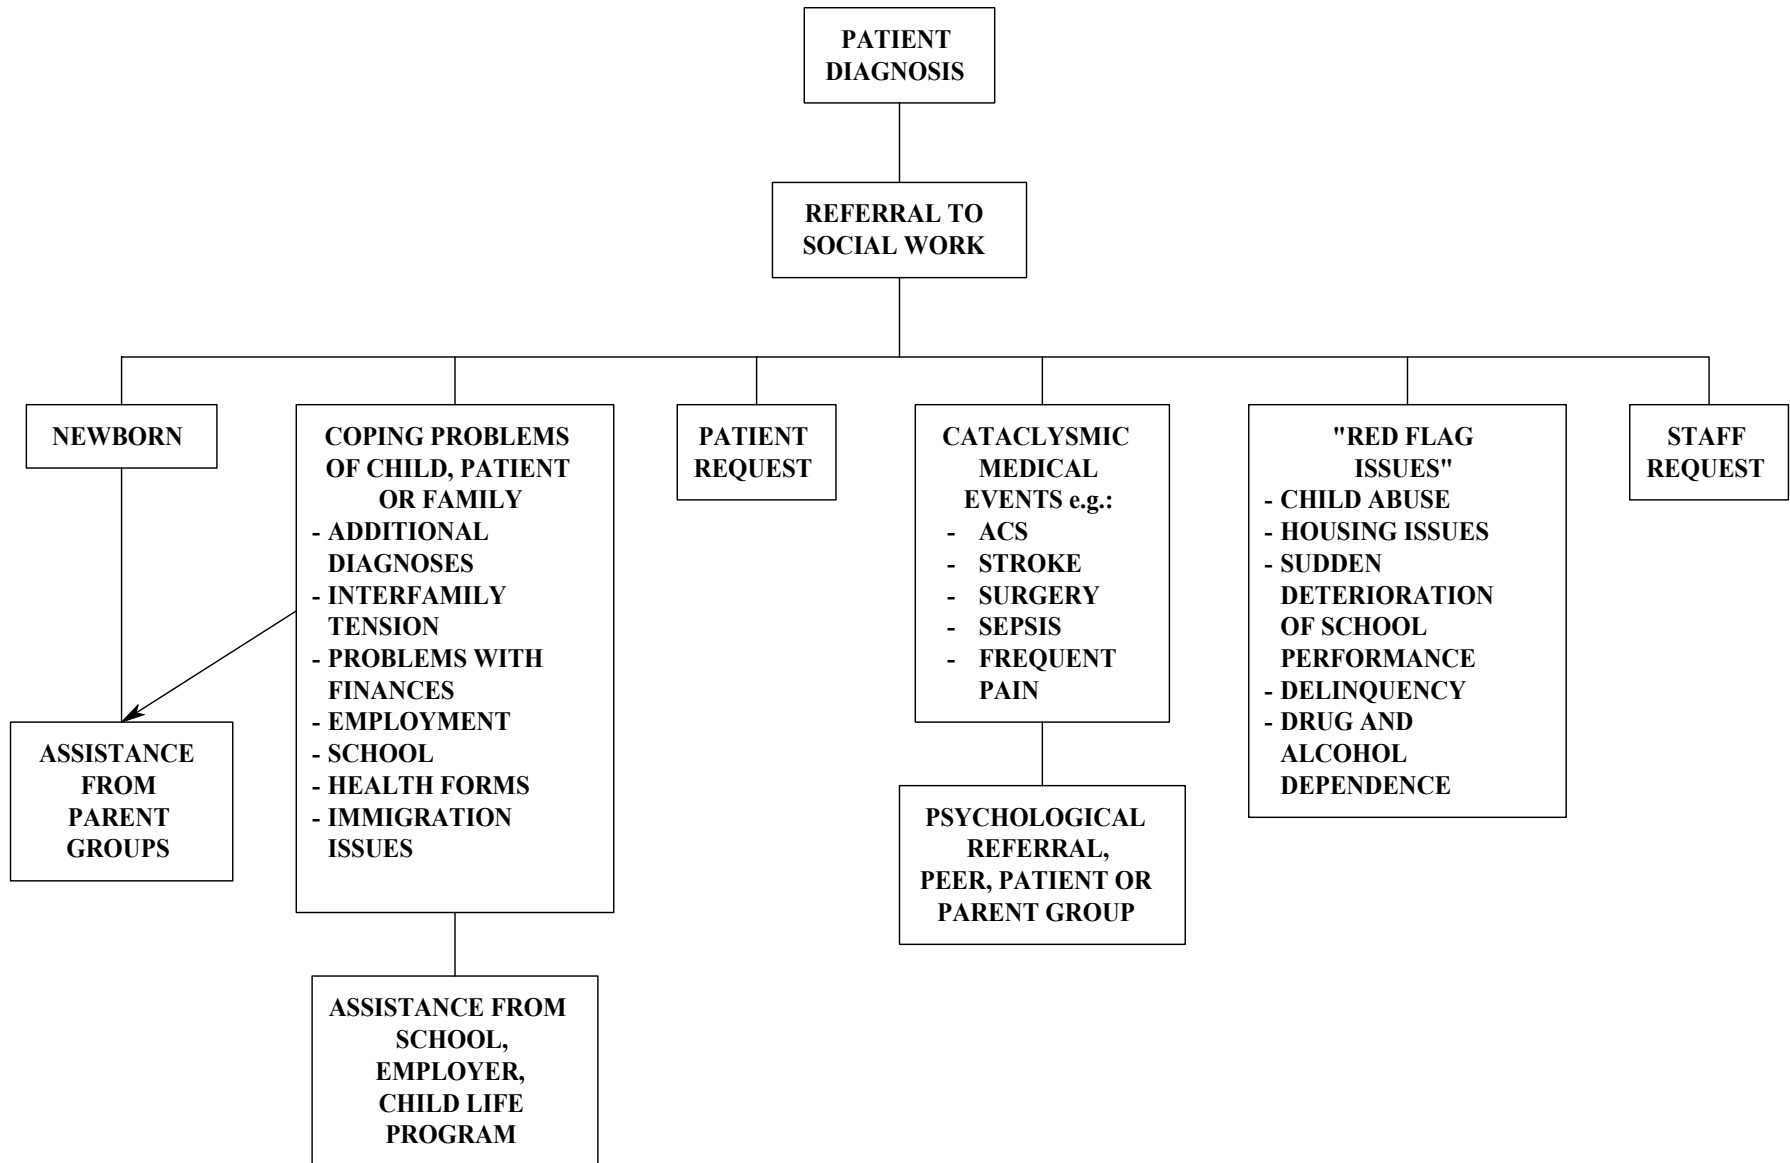 PATIENT
DIAGNOSIS
REFERRAL TO
SOCIAL WORK
NEWBORN
COPING PROBLEMS
OF CHILD, PATIENT
OR FAMILY
- ADDITIONAL
DIAGNOSES
- INTERFAMILY
TENSION
- PROBLEMS WITH
FINANCES
- EMPLOYMENT
- SCHOOL
- HEALTH FORMS
- IMMIGRATION
ISSUES
PATIENT
REQUEST
CATACLYSMIC
MEDICAL
EVENTS e.g.:
- ACS
- STROKE
- SURGERY
- SEPSIS
- FREQUENT
PAIN
"RED FLAG
ISSUES"
- CHILD ABUSE
- HOUSING ISSUES
- SUDDEN
DETERIORATION
OF SCHOOL
PERFORMANCE
- DELINQUENCY
- DRUG AND
ALCOHOL
DEPENDENCE
STAFF
REQUEST
ASSISTANCE
FROM
PARENT
GROUPS
PSYCHOLOGICAL
REFERRAL,
PEER, PATIENT OR
PARENT GROUP
ASSISTANCE FROM
SCHOOL,
EMPLOYER,
CHILD LIFE
PROGRAM